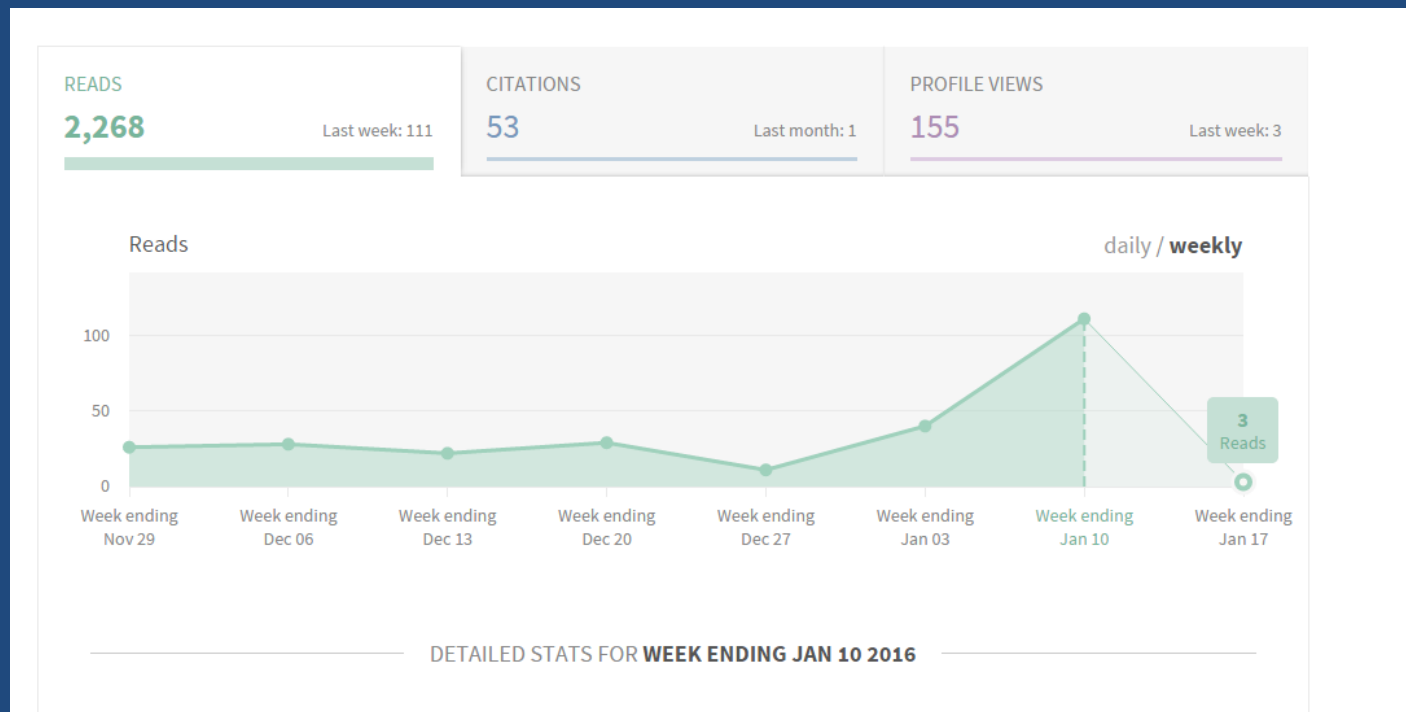 READS
2,268
Last week: 111
CITATIONS
53
Last month: 1
PROFILE VIEWS
155
Last week: 3
Reads
daily / weekly
100
50
0
3
Reads
Week ending
Nov 29
Week ending
Dec 06
Week ending
Dec 13
Week ending
Dec 20
Week ending
Dec 27
Week ending
Jan 03
Week ending
Jan 10
Week ending
Jan 17
DETAILED STATS FOR WEEK ENDING JAN 10 2016